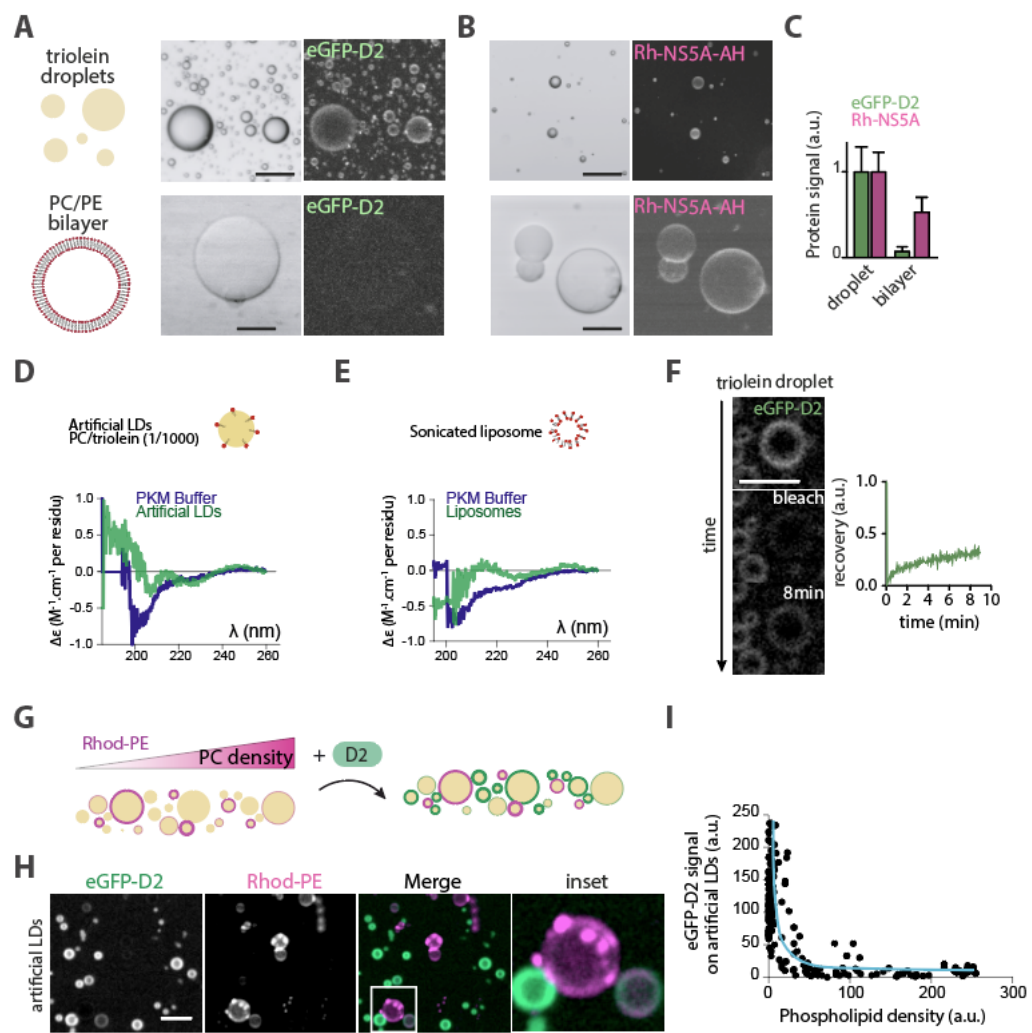 A
triolein
droplets
eGFP-D2
PC/PE
bilayer
eGFP-D2
B
Rh-NS5A-AH
Rh-NS5A-AH
C
eGFP-D2
Rh-NS5A
Protein signal (a.u.)
1
0
droplet
bilayer
D
Artificial LDs
PC/triolein (1/1000)
PKM Buffer
Artificial LDs
Δε (M⁻¹.cm⁻¹ per residu)
1.0
0.5
0
-0.5
-1.0
λ (nm)
200 220 240 260
E
Sonicated liposome
PKM Buffer
Liposomes
Δε (M⁻¹.cm⁻¹ per residu)
1.0
0.5
0
-0.5
-1.0
λ (nm)
200 220 240 260
F
triolein droplet
eGFP-D2
bleach
8min
time
recovery (a.u.)
1.0
0.5
0.0
0 2 4 6 8 10
time (min)
G
Rhod-PE
PC density
+ D2
H
eGFP-D2
Rhod-PE
Merge
inset
artificial LDs
I
eGFP-D2 signal
on artificial LDs (a.u.)
250
200
150
100
50
0
0 100 200 300
Phospholipid density (a.u.)